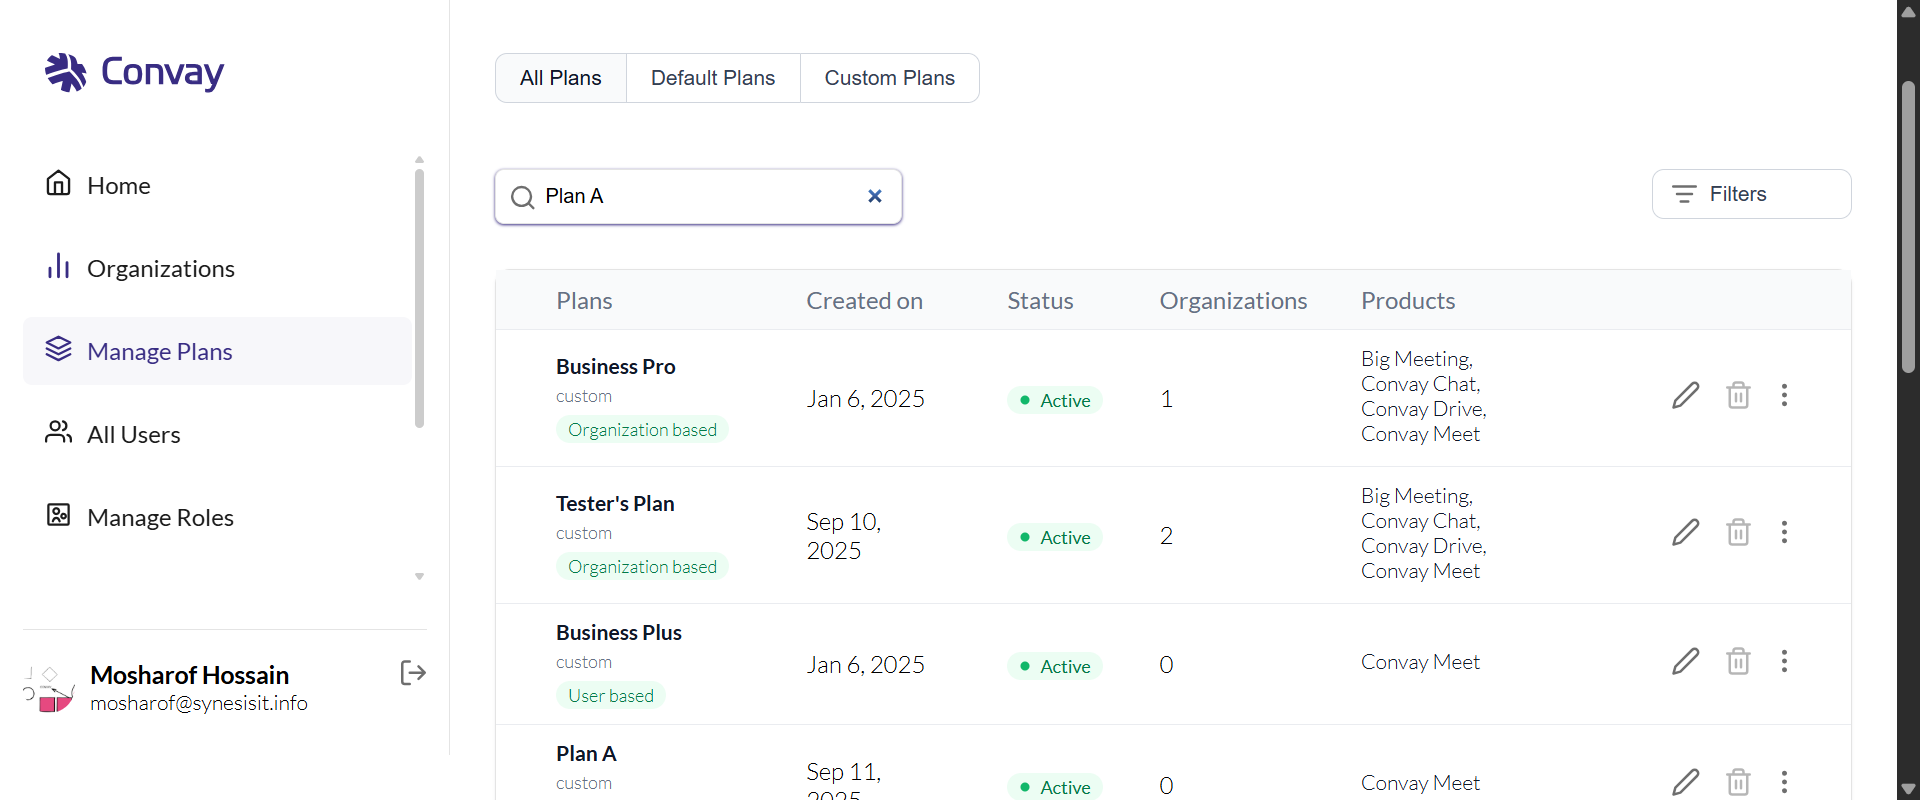 Convay
Home
Organizations
Manage Plans
All Users
Manage Roles
Mosharof Hossain
mosharof@synesisit.info
All Plans
Default Plans
Custom Plans
Plan A
Filters
Plans
Created on
Status
Organizations
Products
Business Pro
custom
Organization based
Jan 6, 2025
Active
1
Big Meeting,
Convay Chat,
Convay Drive,
Convay Meet
Tester's Plan
custom
Organization based
Sep 10,
2025
Active
2
Big Meeting,
Convay Chat,
Convay Drive,
Convay Meet
Business Plus
custom
User based
Jan 6, 2025
Active
0
Convay Meet
Plan A
custom
Sep 11,
2025
Active
0
Convay Meet